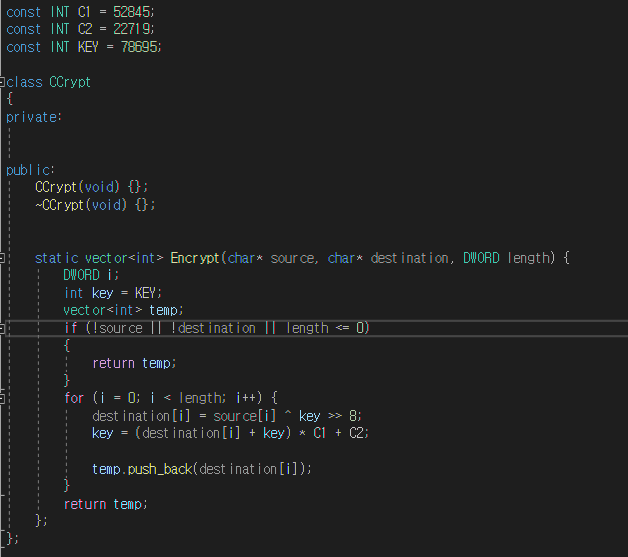 const INT C1 = 52845;
const INT C2 = 22719;
const INT KEY = 78695;
class CCrypt
{
private:
public:
CCrypt(void) {};
~CCrypt(void) {};
static vector<int> Encrypt(char* source, char* destination, DWORD length) {
DWORD i;
int key = KEY;
vector<int> temp;
if (!source || !destination || length <= 0)
{
return temp;
}
for (i = 0; i < length; i++) {
destination[i] = source[i] ^ key >> 8;
key = (destination[i] + key) * C1 + C2;
temp.push_back(destination[i]);
}
return temp;
};
};